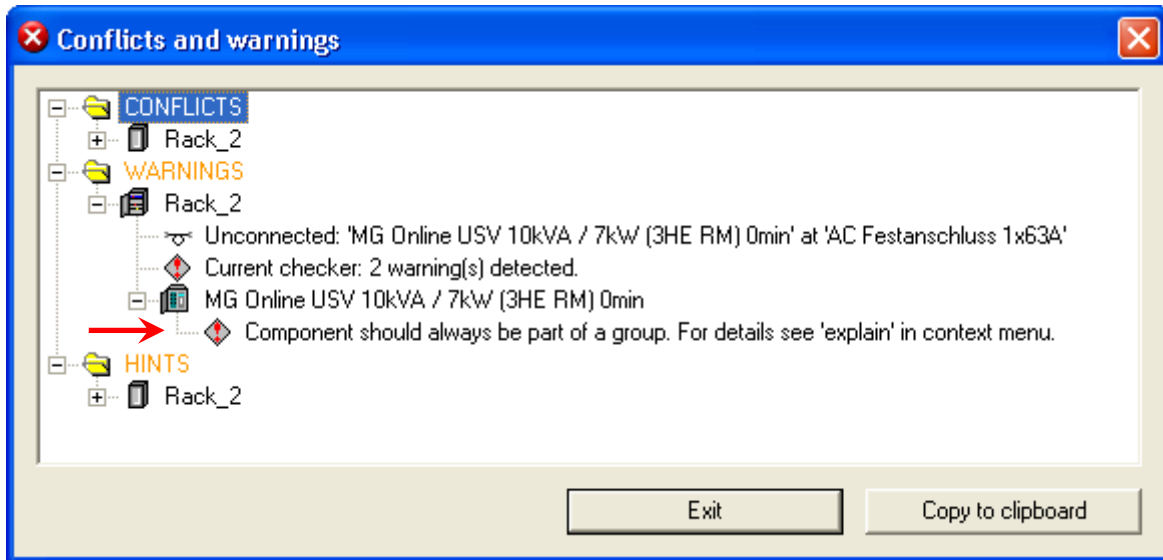 Conflicts and warnings
CONFLICTS
Rack_2
WARNINGS
Rack_2
Unconnected: 'MG Online USV 10kVA / 7kW (3HE RM) 0min' at 'AC Festanschluss 1x63A'
Current checker: 2 warning(s) detected.
MG Online USV 10kVA / 7kW (3HE RM) 0min
Component should always be part of a group. For details see 'explain' in context menu.
HINTS
Rack_2
Exit Copy to clipboard